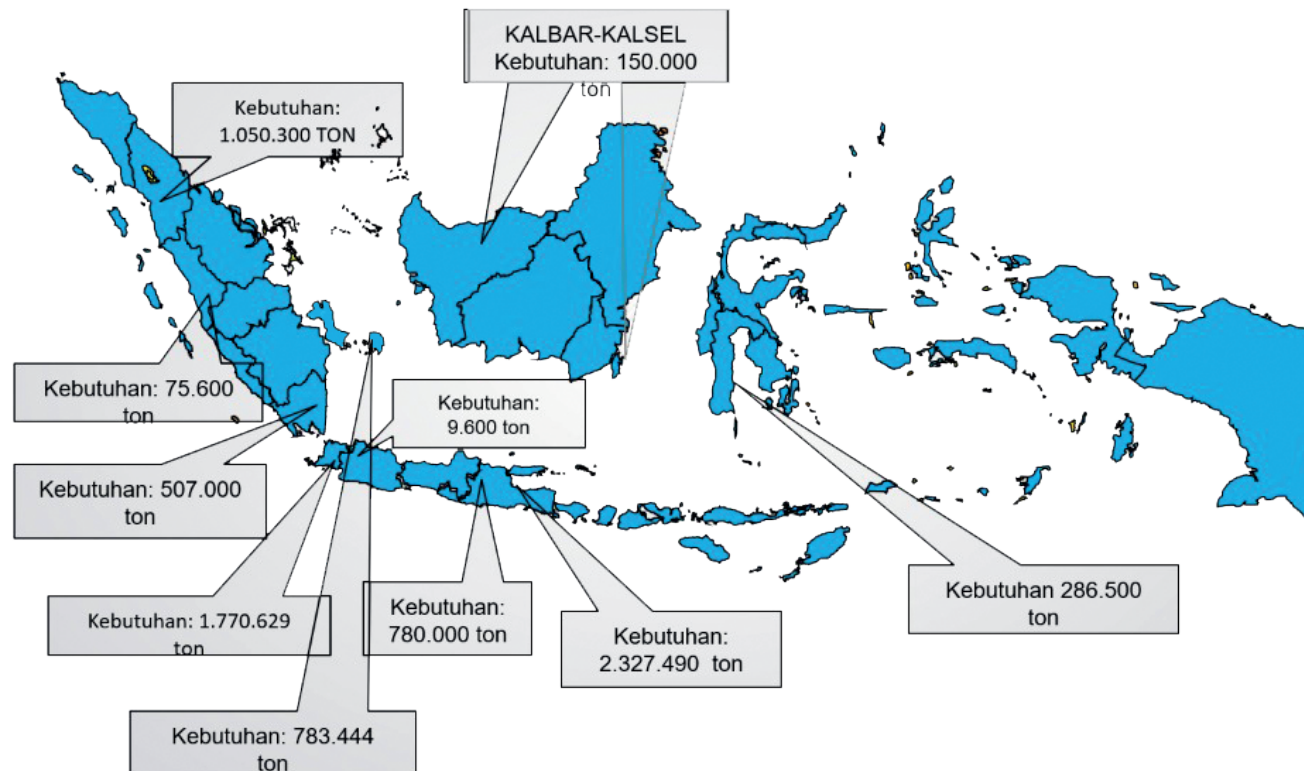 KALBAR-KALSEL
Kebutuhan: 150.000
ton
Kebutuhan:
1.050.300 TON
Kebutuhan: 75.600
ton
Kebutuhan:
9.600 ton
Kebutuhan: 507.000
ton
Kebutuhan 286.500
ton
Kebutuhan: 1.770.629
ton
Kebutuhan:
780.000 ton
Kebutuhan:
2.327.490 ton
Kebutuhan: 783.444
ton